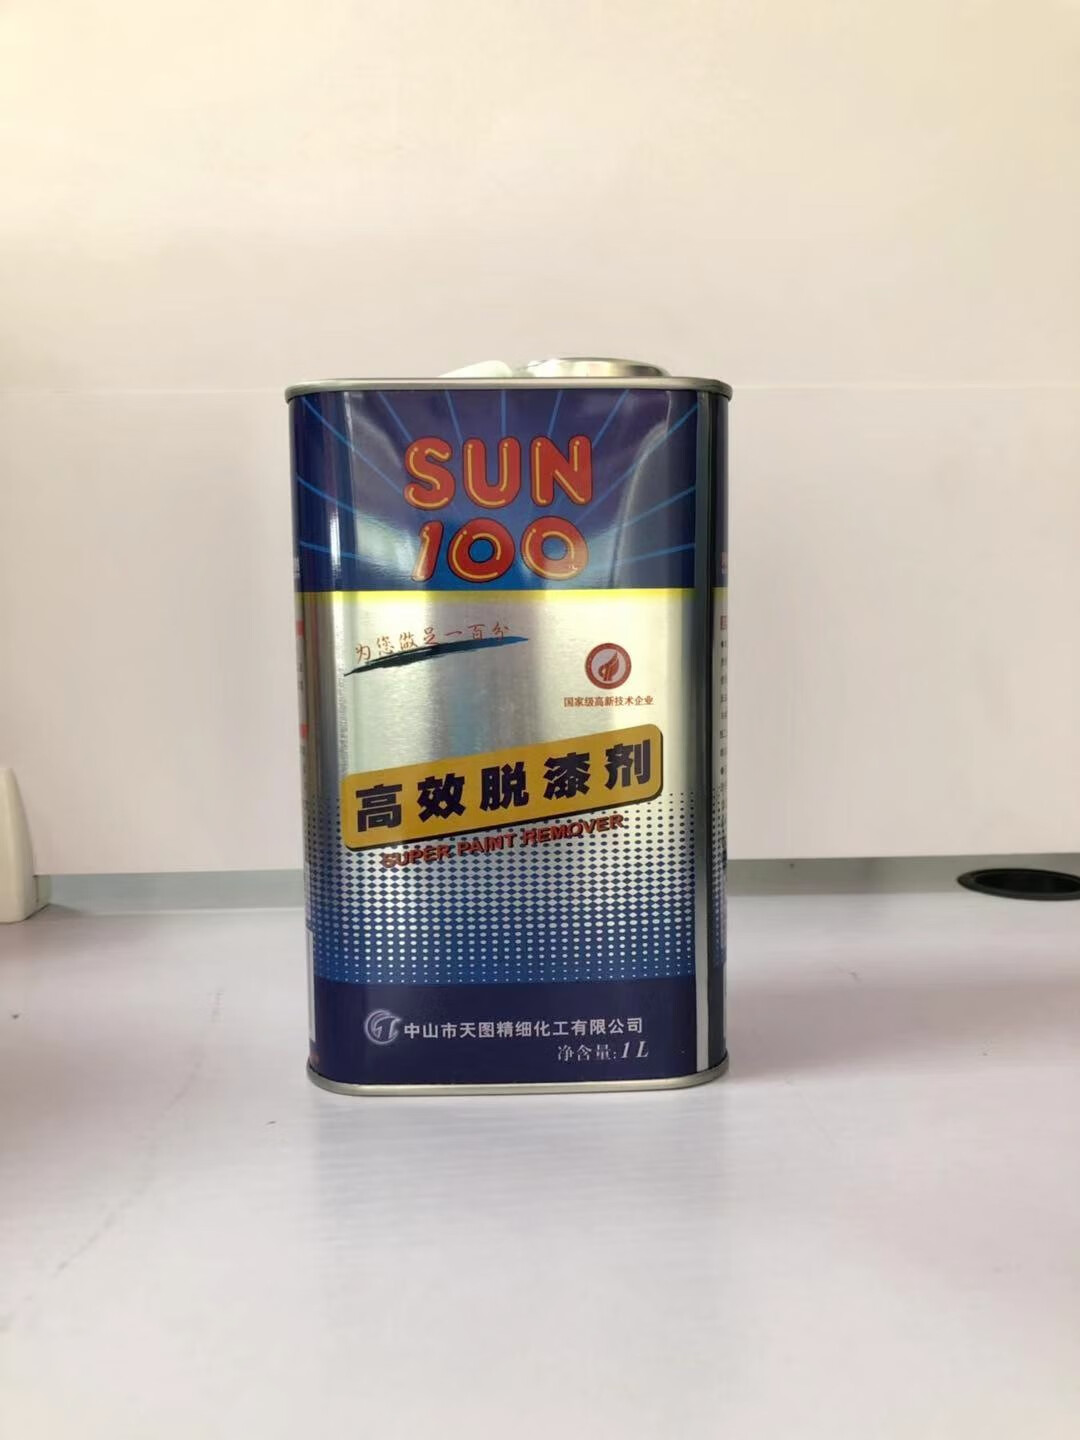 SUN
100
为您做足一百分
国家级高新技术企业
高效脱漆剂
SUPER PAINT REMOVER
中山市天图精细化工有限公司
净含量:1L